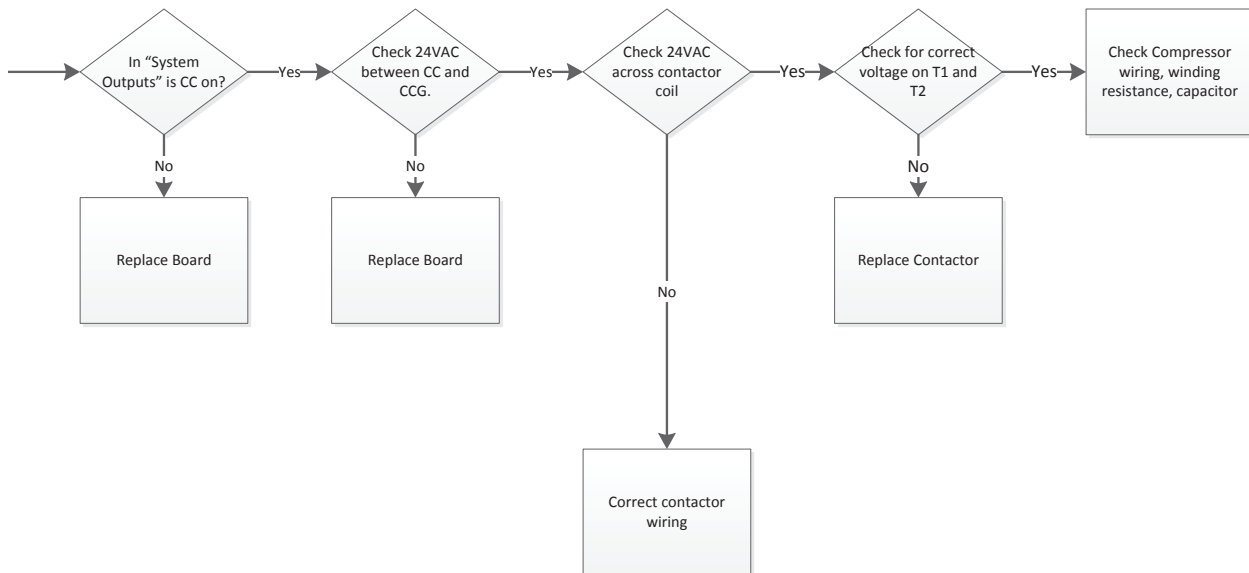 In “System
Outputs” is CC on?
Yes
Check 24VAC
between CC and
CCG.
Yes
Check 24VAC
across contactor
coil
Yes
Check for correct
voltage on T1 and
T2
Yes
Check Compressor
wiring, winding
resistance, capacitor
No
No
No
Replace Board
Replace Board
Replace Contactor
No
Correct contactor
wiring